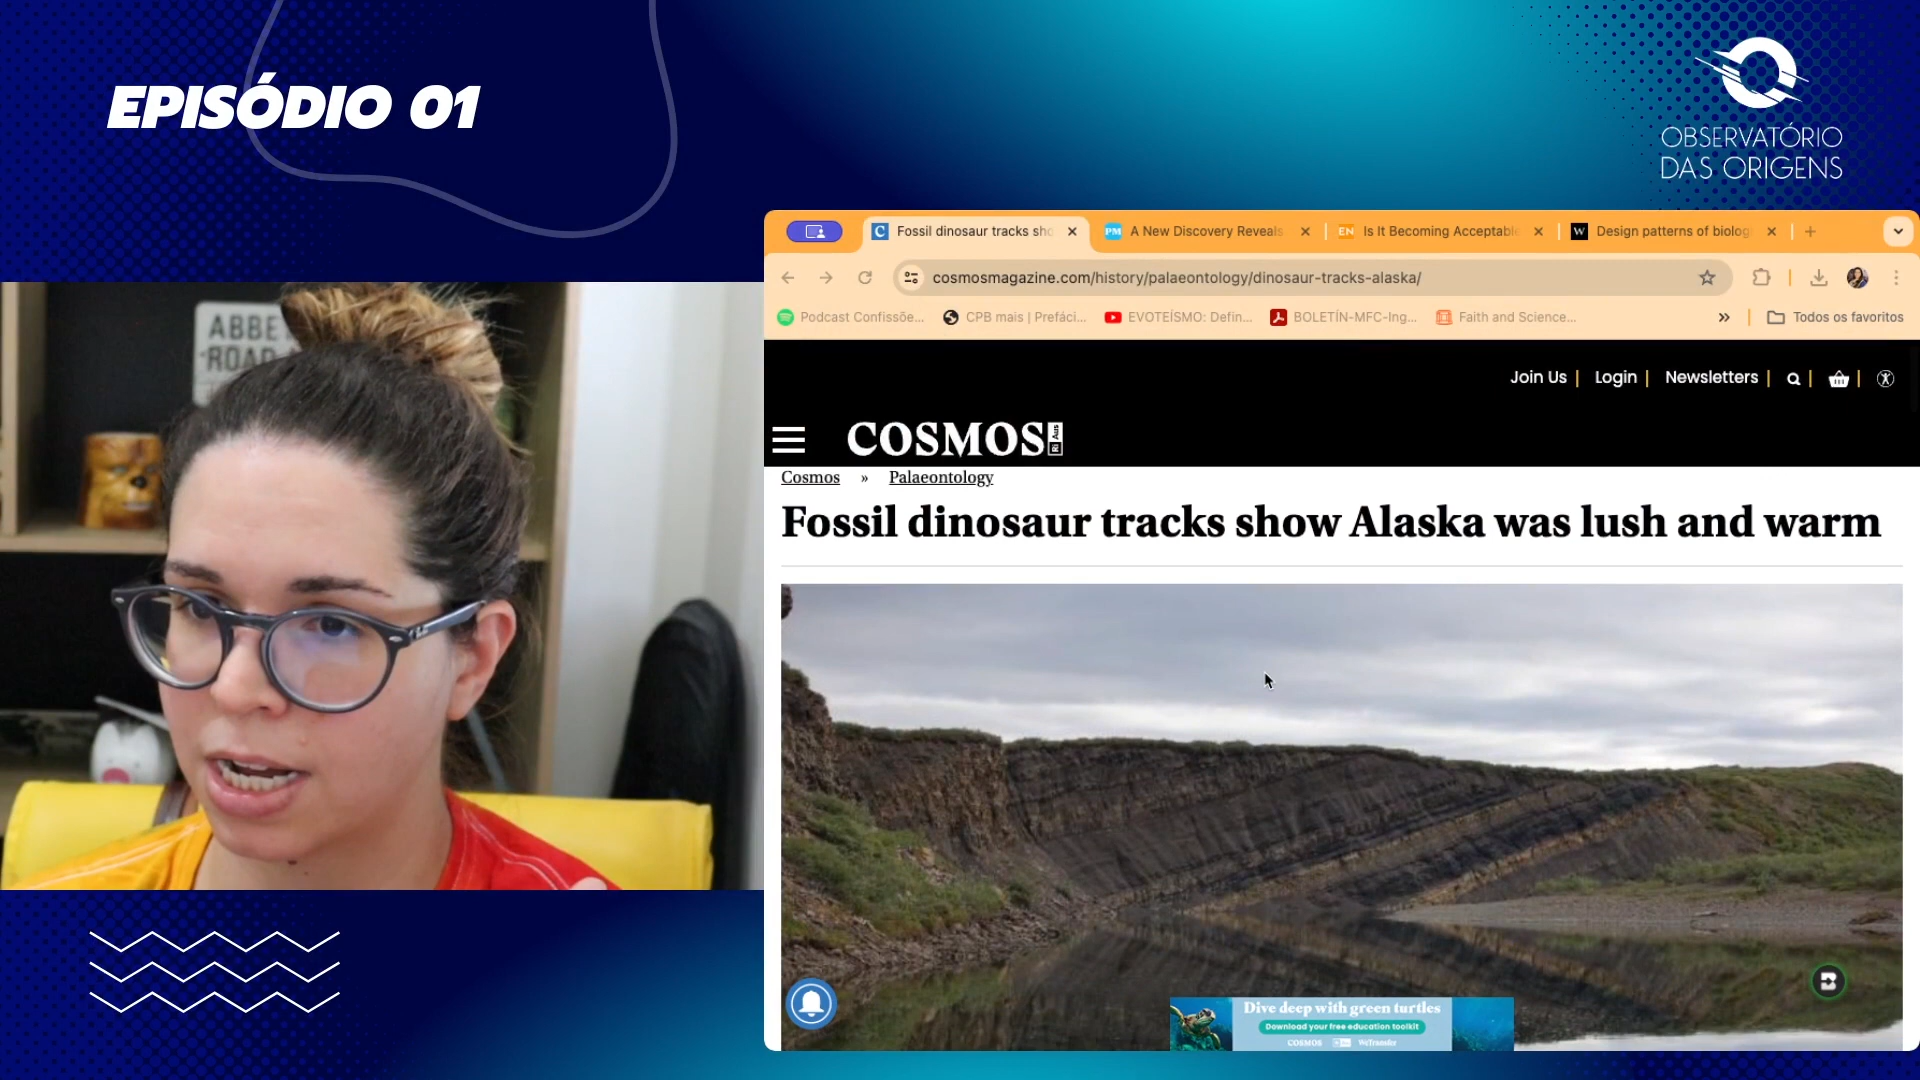 EPISÓDIO 01
OBSERVATÓRIO
DAS ORIGENS
ABBEY
ROAD
Fossil dinosaur tracks sho
A New Discovery Reveals
Is It Becoming Acceptable
Design patterns of biolog
cosmosmagazine.com/history/palaeontology/dinosaur-tracks-alaska/
Podcast Confissõe...
CPB mais | Prefáci...
EVOTEÍSMO: Defin...
BOLETÍN-MFC-Ing...
Faith and Science...
»
Todos os favoritos
Join Us | Login | Newsletters |
COSMOS
Cosmos » Palaeontology
Fossil dinosaur tracks show Alaska was lush and warm
Dive deep with green turtles
Download your free education toolkit
COSMOS
WeTransfer